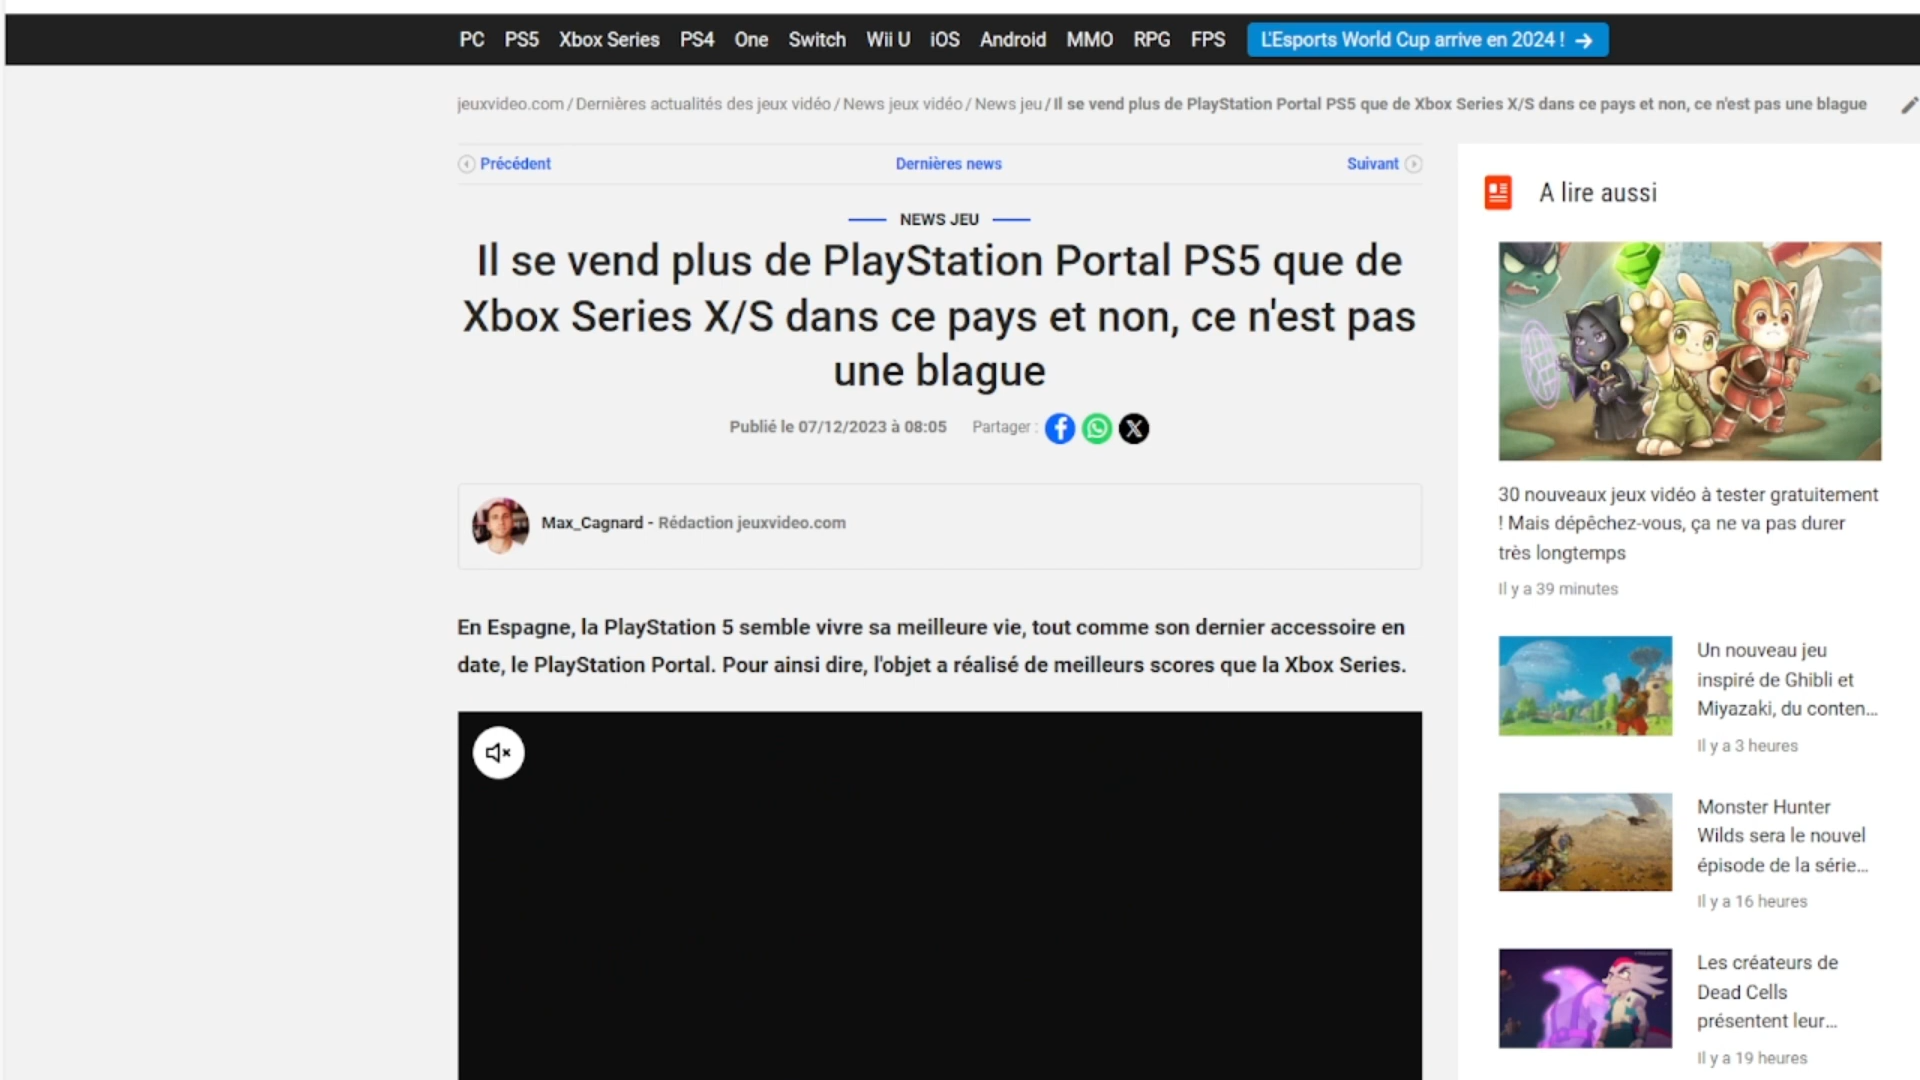 PC PS5 Xbox Series PS4 One Switch Wii U iOS Android MMO RPG FPS L'Esports World Cup arrive en 2024 !
jeuxvideo.com / Dernières actualités des jeux vidéo / News jeux vidéo / News jeu / Il se vend plus de PlayStation Portal PS5 que de Xbox Series X/S dans ce pays et non, ce n'est pas une blague
Précédent Dernières news Suivant
NEWS JEU
Il se vend plus de PlayStation Portal PS5 que de
Xbox Series X/S dans ce pays et non, ce n'est pas
une blague
Publié le 07/12/2023 à 08:05 Partager :
Max_Cagnard - Rédaction jeuxvideo.com
En Espagne, la PlayStation 5 semble vivre sa meilleure vie, tout comme son dernier accessoire en
date, le PlayStation Portal. Pour ainsi dire, l'objet a réalisé de meilleurs scores que la Xbox Series.
A lire aussi
30 nouveaux jeux vidéo à tester gratuitement
! Mais dépêchez-vous, ça ne va pas durer
très longtemps
Il y a 39 minutes
Un nouveau jeu
inspiré de Ghibli et
Miyazaki, du conten...
Il y a 3 heures
Monster Hunter
Wilds sera le nouvel
épisode de la série...
Il y a 16 heures
Les créateurs de
Dead Cells
présentent leur...
Il y a 19 heures